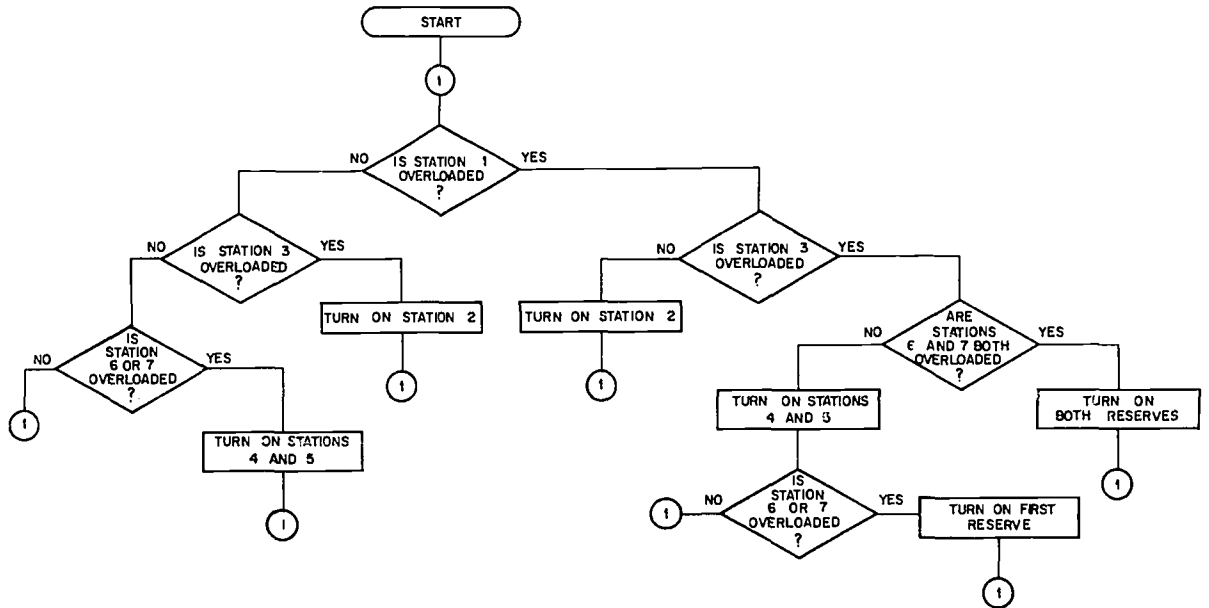 START
1
IS STATION 1
OVERLOADED
?
NO
YES
IS STATION 3
OVERLOADED
?
NO
YES
IS STATION 3
OVERLOADED
?
NO
YES
TURN ON STATION 2
TURN ON STATION 2
IS
STATION
6 OR 7
OVERLOADED
?
NO
YES
ARE
STATIONS
6 AND 7 BOTH
OVERLOADED
?
NO
YES
1
1
1
TURN ON STATIONS
4 AND 5
TURN ON STATIONS
4 AND 5
TURN ON
BOTH RESERVES
1
1
IS
STATION
6 OR 7
OVERLOADED
?
NO
YES
1
TURN ON FIRST
RESERVE
1